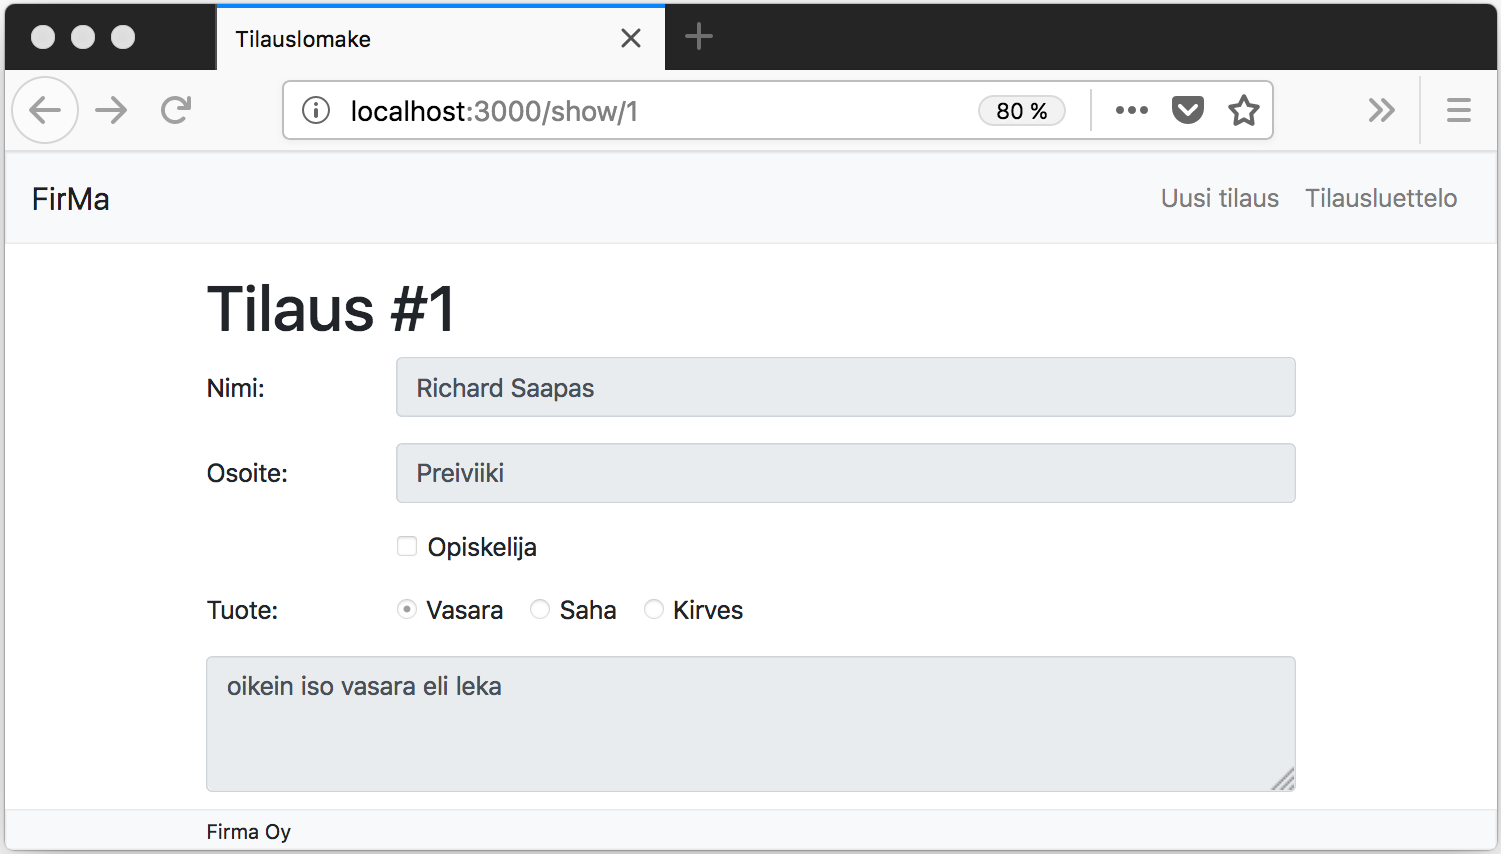 Tilauslomake
localhost:3000/show/1
80 %
FirMa
Uusi tilaus Tilausluettelo
Tilaus #1
Nimi: Richard Saapas
Osoite: Preiviiki
Opiskelija
Tuote: Vasara Saha Kirves
oikein iso vasara eli leka
Firma Oy